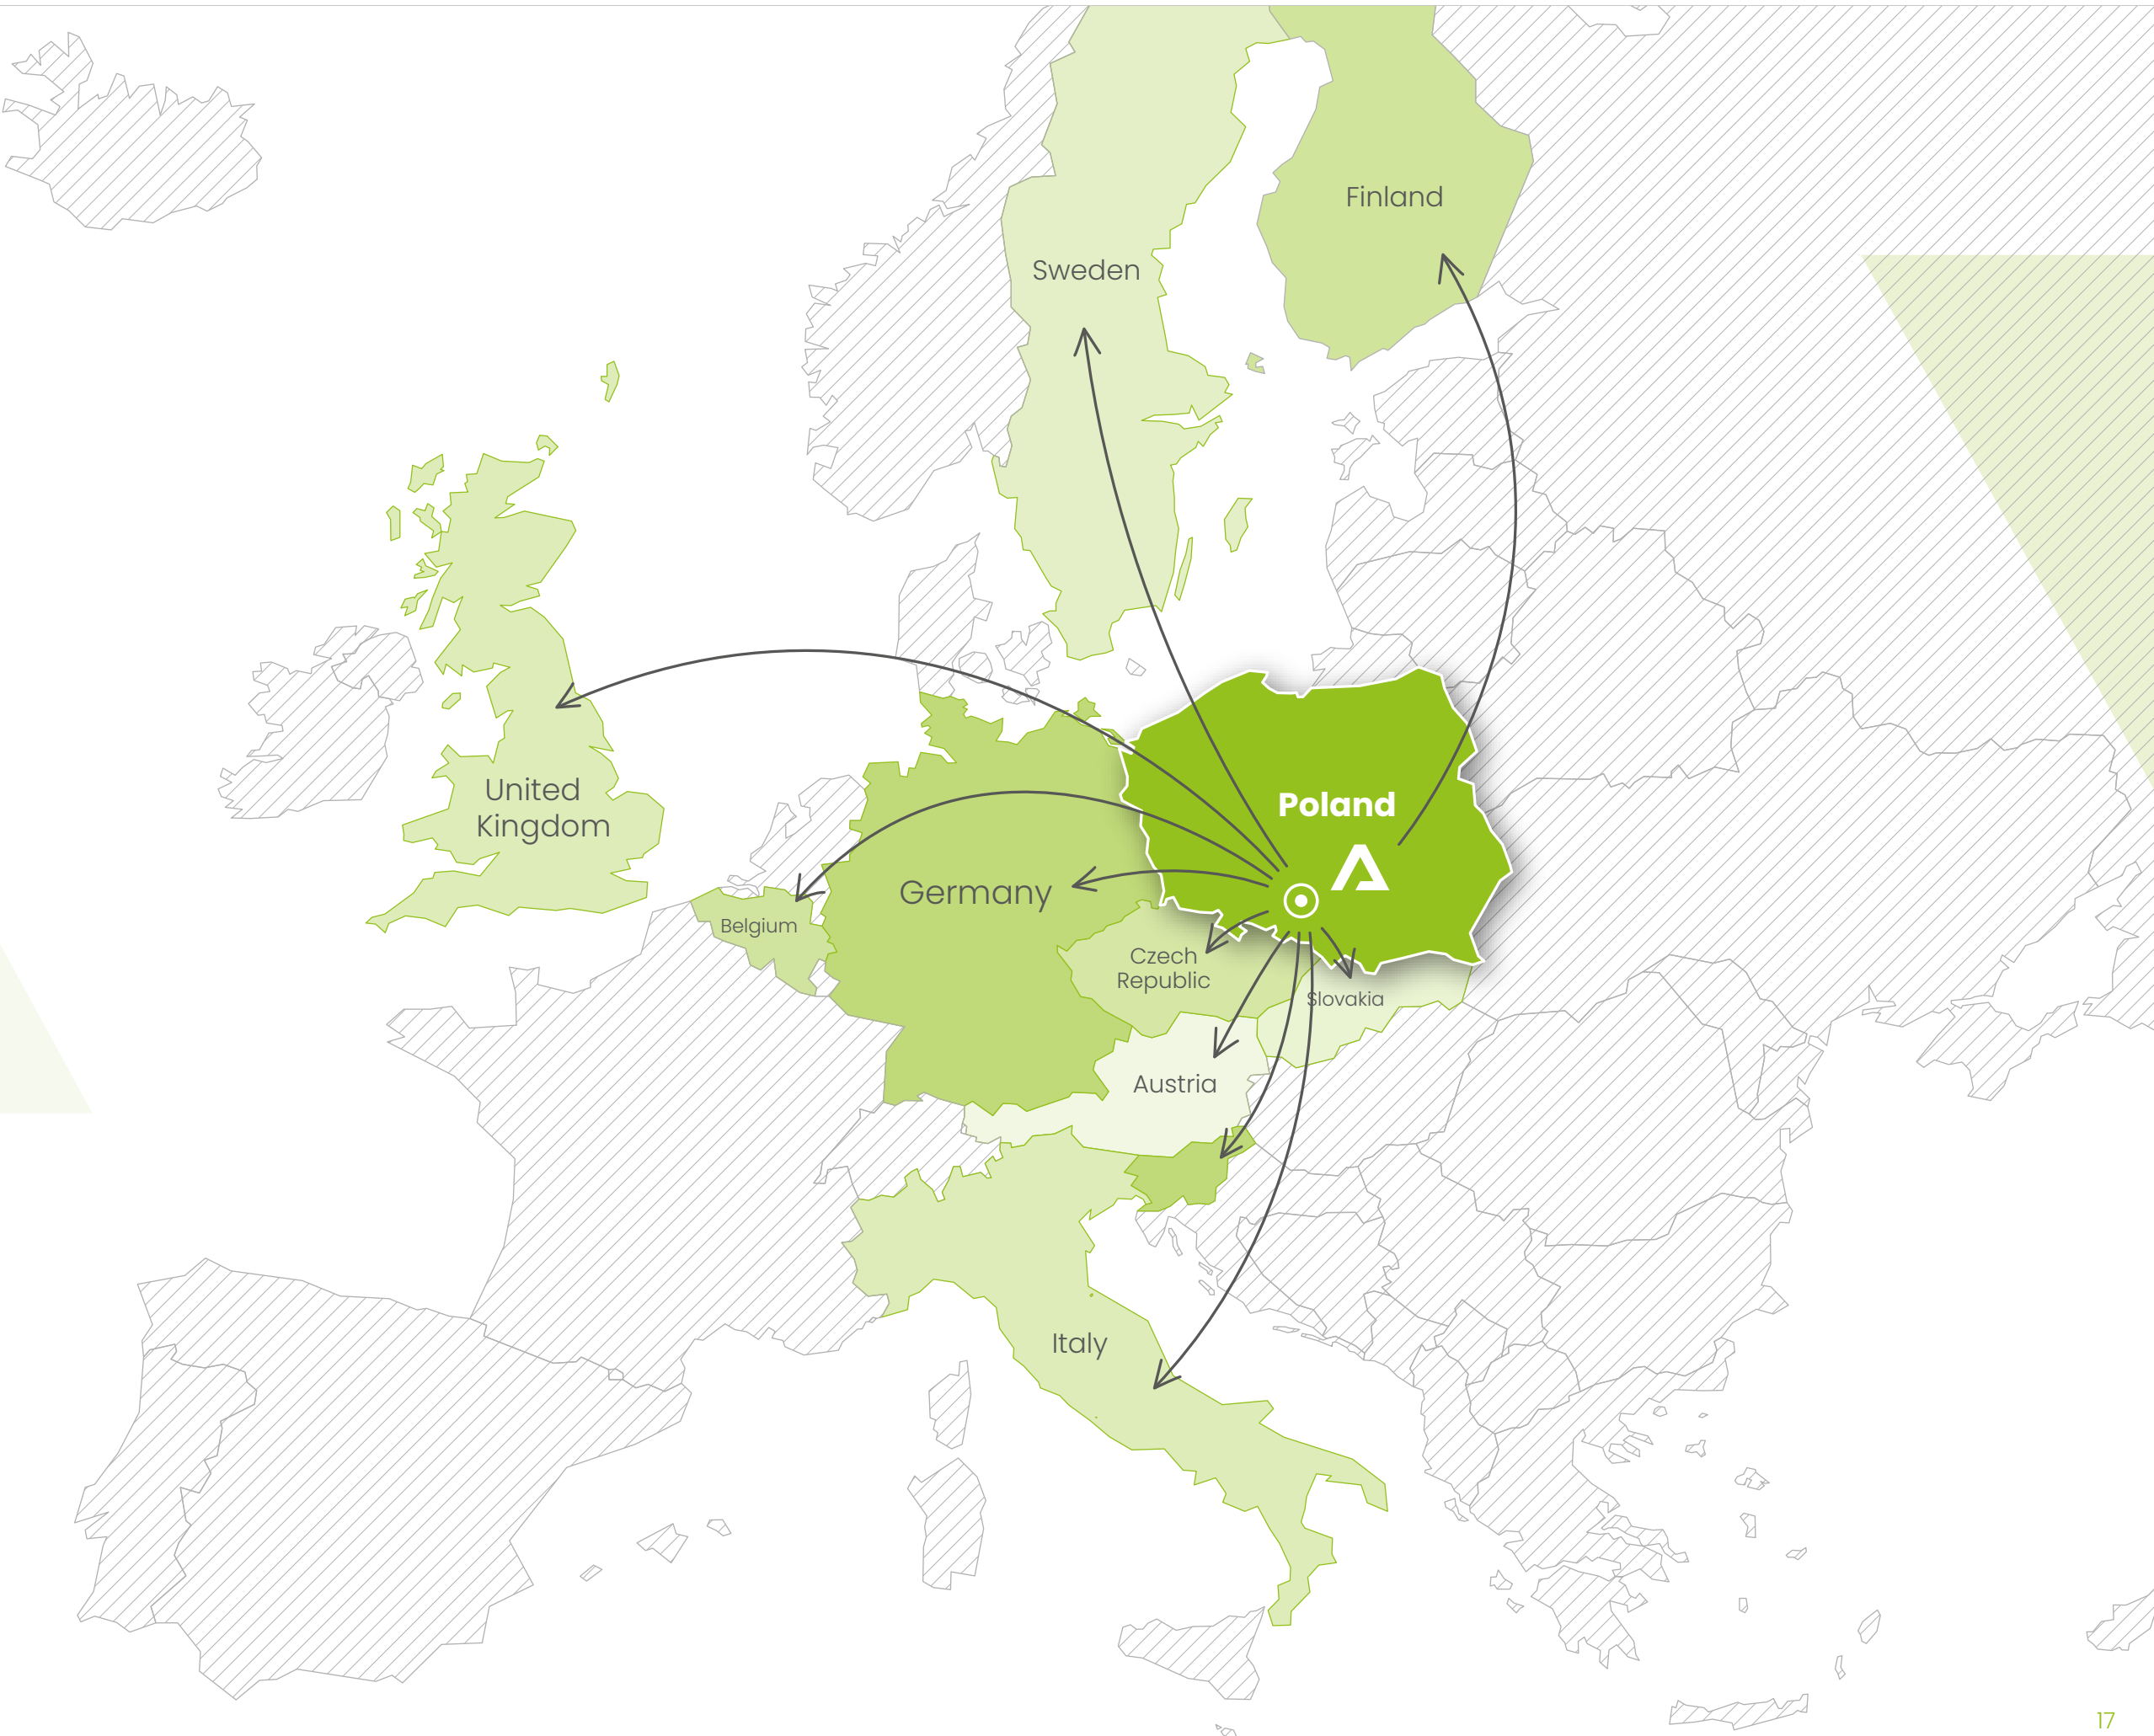 Finland
Sweden
United
Kingdom
Poland
Germany
Belgium
Czech
Republic
Slovakia
Austria
Italy
17